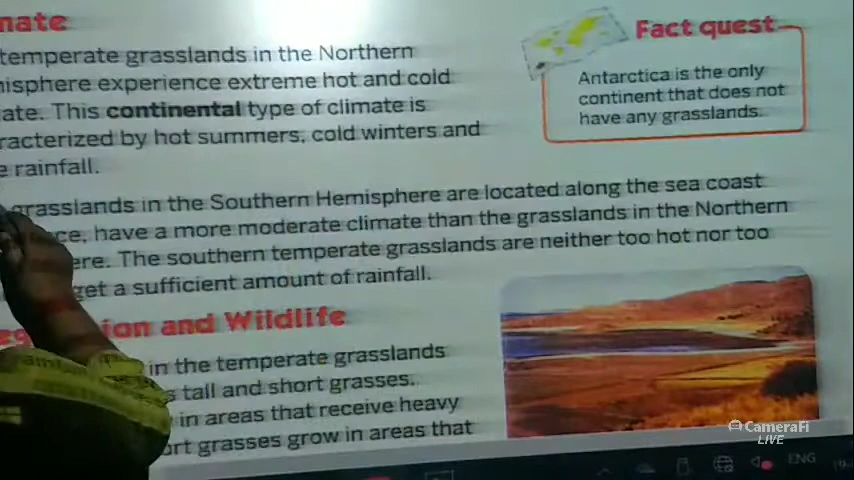 mate
temperate grasslands in the Northern
nisphere experience extreme hot and cold
ate. This continental type of climate is
racterized by hot summers, cold winters and
e rainfall.
grasslands in the Southern Hemisphere are located along the sea coast
ce, have a more moderate climate than the grasslands in the Northern
ere. The southern temperate grasslands are neither too hot nor too
get a sufficient amount of rainfall.
ion and Wildlife
in the temperate grasslands
s tall and short grasses.
in areas that receive heavy
ort grasses grow in areas that
Fact quest
Antarctica is the only
continent that does not
have any grasslands.
CameraFi
LIVE
ENG